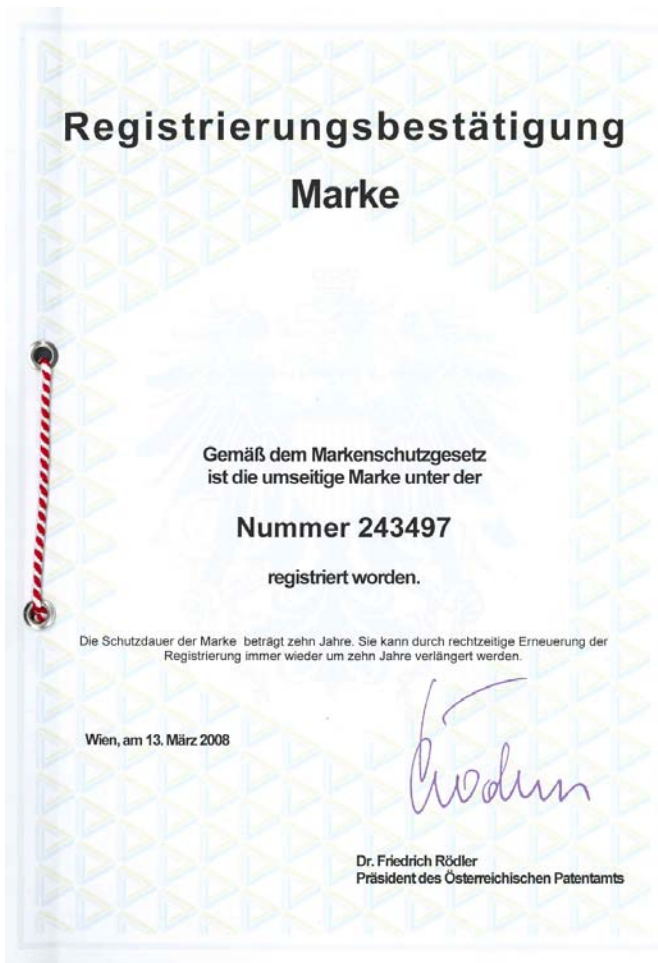 Registrierungsbestätigung
Marke
Gemäß dem Markenschutzgesetz
ist die umseitige Marke unter der
Nummer 243497
registriert worden.
Die Schutzdauer der Marke beträgt zehn Jahre. Sie kann durch rechtzeitige Erneuerung der
Registrierung immer wieder um zehn Jahre verlängert werden.
Wien, am 13. März 2008
Dr. Friedrich Rödler
Präsident des Österreichischen Patentamts